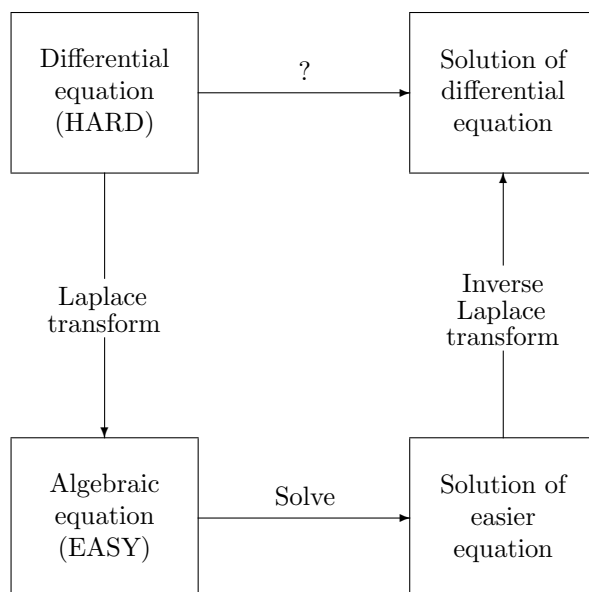 Differential
equation
(HARD)
?
Solution of
differential
equation
Laplace
transform
Inverse
Laplace
transform
Algebraic
equation
(EASY)
Solve
Solution of
easier
equation